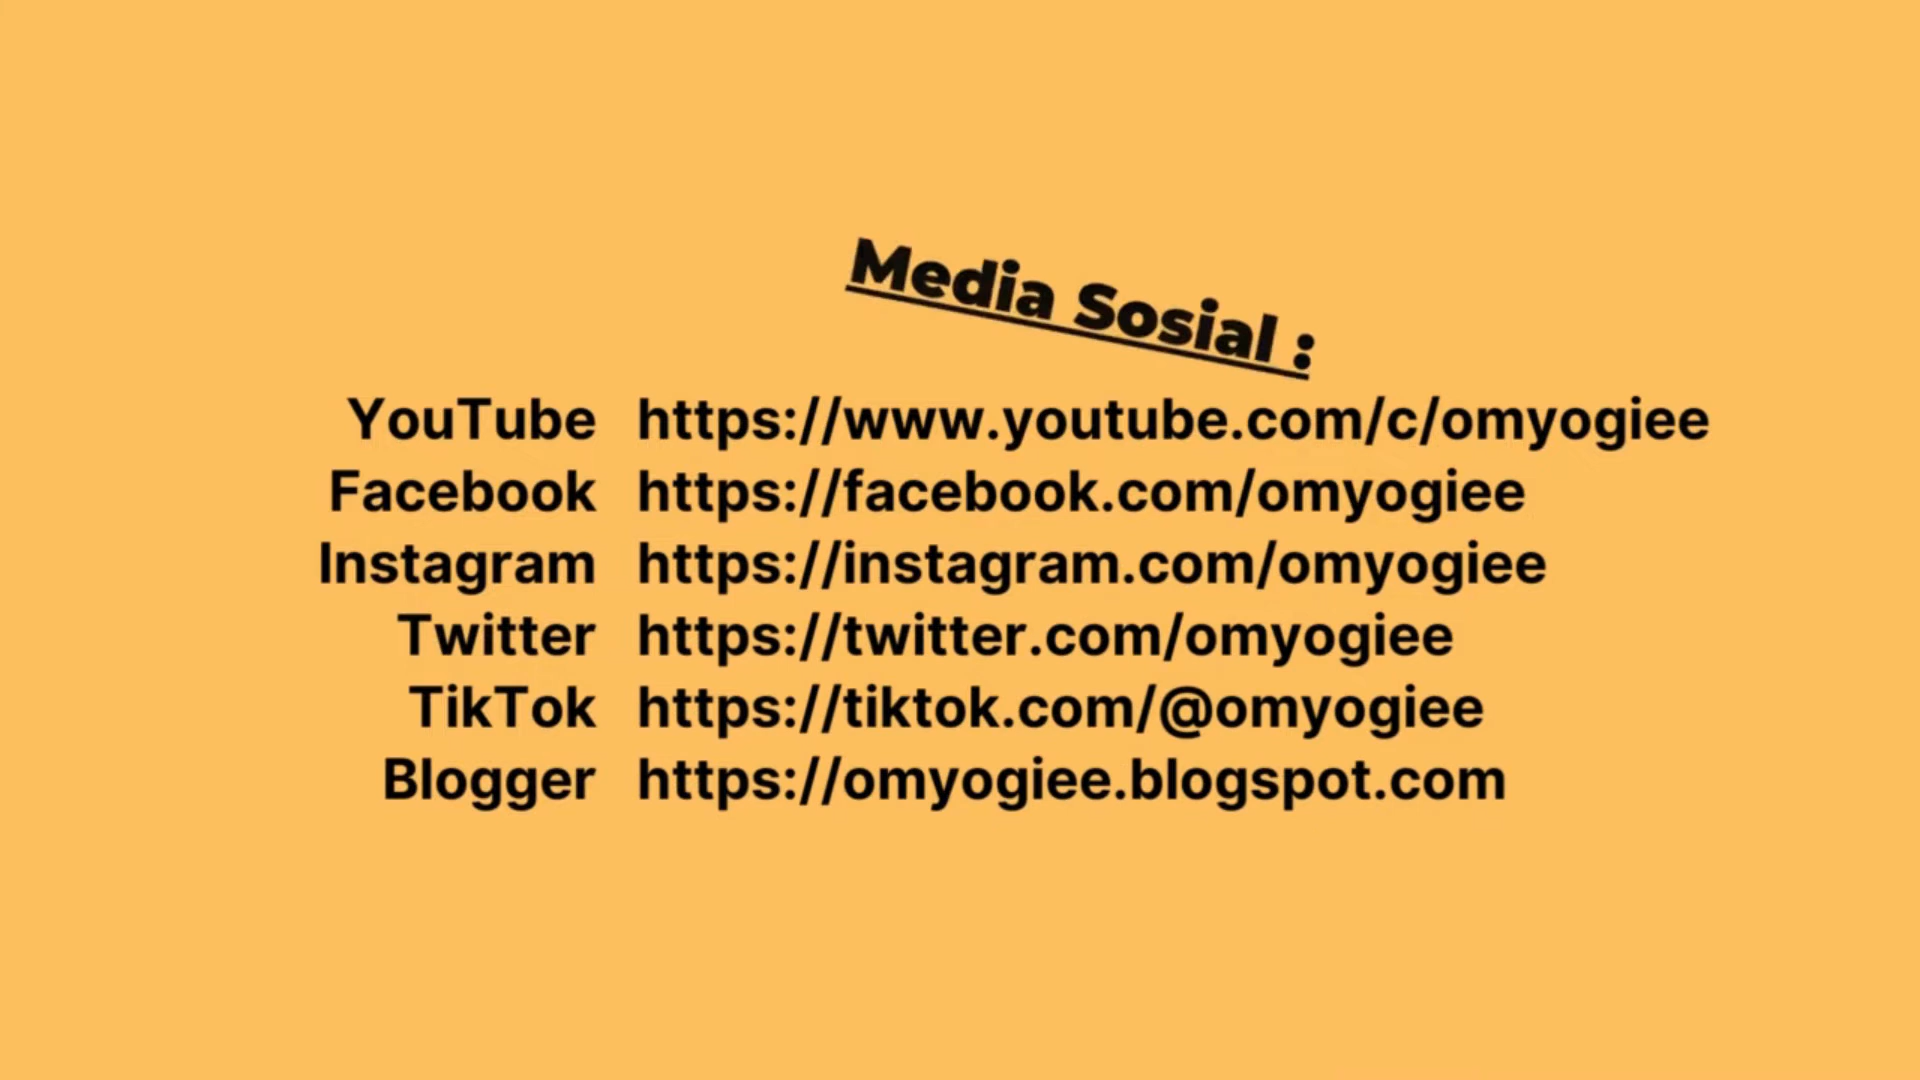 Media Sosial :
YouTube https://www.youtube.com/c/omyogiee
Facebook https://facebook.com/omyogiee
Instagram https://instagram.com/omyogiee
Twitter https://twitter.com/omyogiee
TikTok https://tiktok.com/@omyogiee
Blogger https://omyogiee.blogspot.com